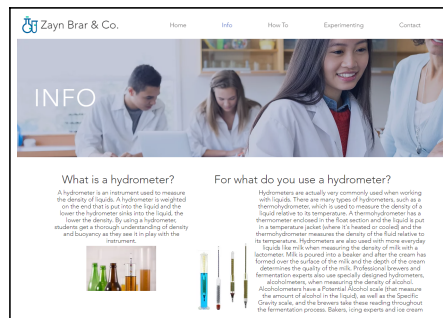 Zayn Brar & Co.
Home
Info
How To
Experimenting
Contact
INFO
What is a hydrometer?
A hydrometer is an instrument used to measure
the density of liquids. A hydrometer is weighted
on the end that is put into the liquid and the
lower the hydrometer sinks into the liquid, the
lower the density. By using a hydrometer,
students get a thorough understanding of density
and buoyancy as they see it in play with the
instrument.
For what do you use a hydrometer?
Hydrometers are actually very commonly used when working
with liquids. There are many types of hydrometers, such as a
thermohydrometer, which is used to measure the density of a
liquid relative to its temperature. A thermohydrometer has a
thermometer enclosed in the float section and the liquid is put
in a temperature jacket (where it's heated or cooled) and the
thermohydrometer measures the density of the fluid relative to
its temperature. Hydrometers are also used with more everyday
liquids like milk when measuring the density of milk with a
lactometer. Milk is poured into a beaker and after the cream has
formed over the surface of the milk and the depth of the cream
determines the quality of the milk. Professional brewers and
fermentation experts also use specially designed hydrometers,
alcoholmeters, when measuring the density of alcohol.
Alcoholometers have a Potential Alcohol scale (that measure
the amount of alcohol in the liquid), as well as the Specific
Gravity scale, and the brewers take these reading throughout
the fermentation process. Bakers, icing experts and ice cream